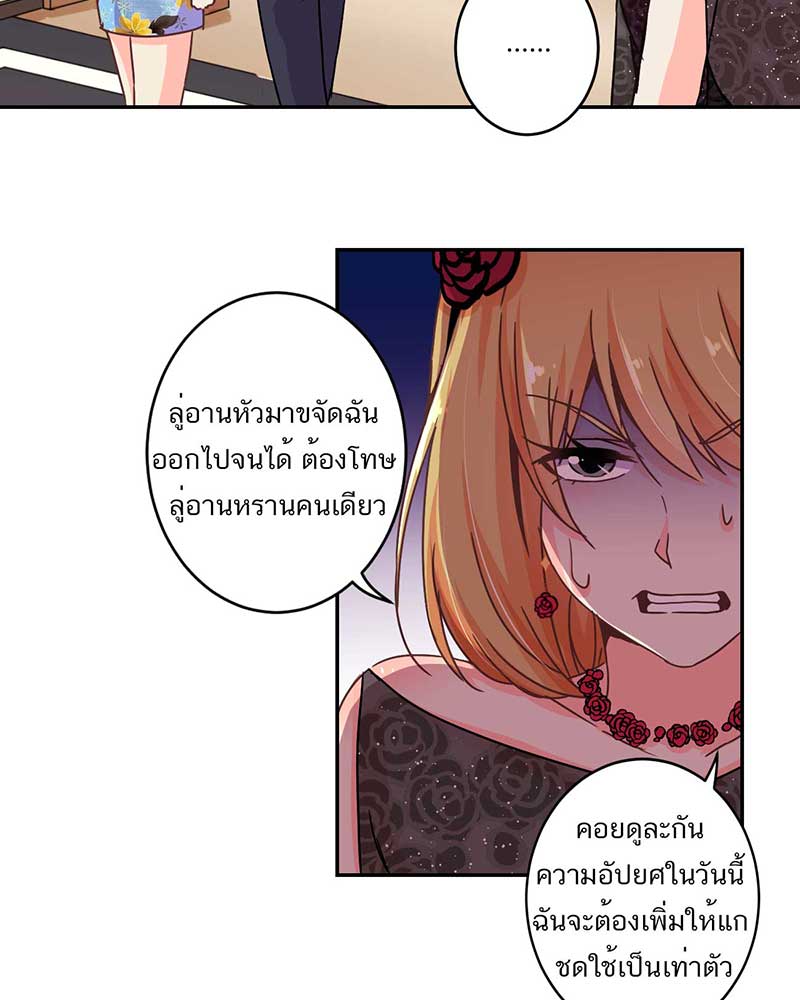 ......
ลู่อานหัวมาขจัดฉัน
ออกไปจนได้ ต้องโทษ
ลู่อานหรานคนเดียว
คอยดูละกัน
ความอัปยศในวันนี้
ฉันจะต้องเพิ่มให้แก
ชดใช้เป็นเท่าตัว